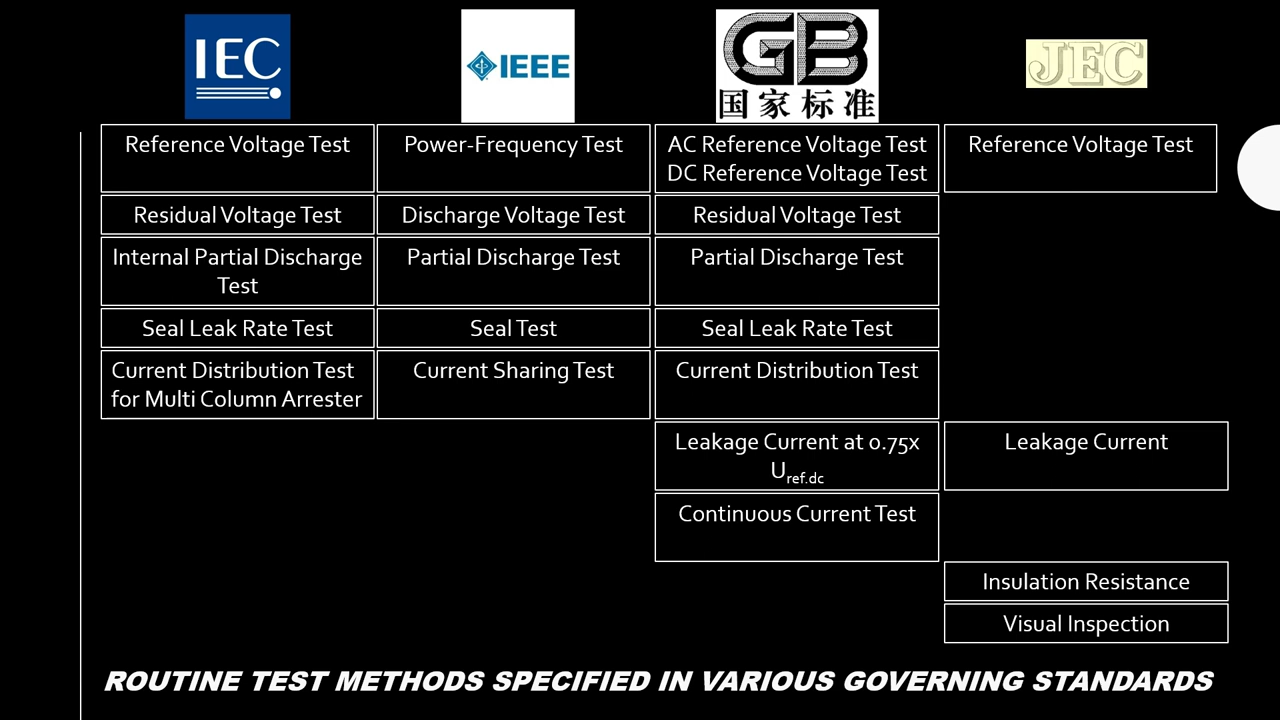 IEC
IEEE
GB
国家标准
JEC
Reference Voltage Test
Power-Frequency Test
AC Reference Voltage Test
DC Reference Voltage Test
Reference Voltage Test
Residual Voltage Test
Discharge Voltage Test
Residual Voltage Test
Internal Partial Discharge
Test
Partial Discharge Test
Partial Discharge Test
Seal Leak Rate Test
Seal Test
Seal Leak Rate Test
Current Distribution Test
for Multi Column Arrester
Current Sharing Test
Current Distribution Test
Leakage Current at 0.75x
Uref.dc
Leakage Current
Continuous Current Test
Insulation Resistance
Visual Inspection
ROUTINE TEST METHODS SPECIFIED IN VARIOUS GOVERNING STANDARDS